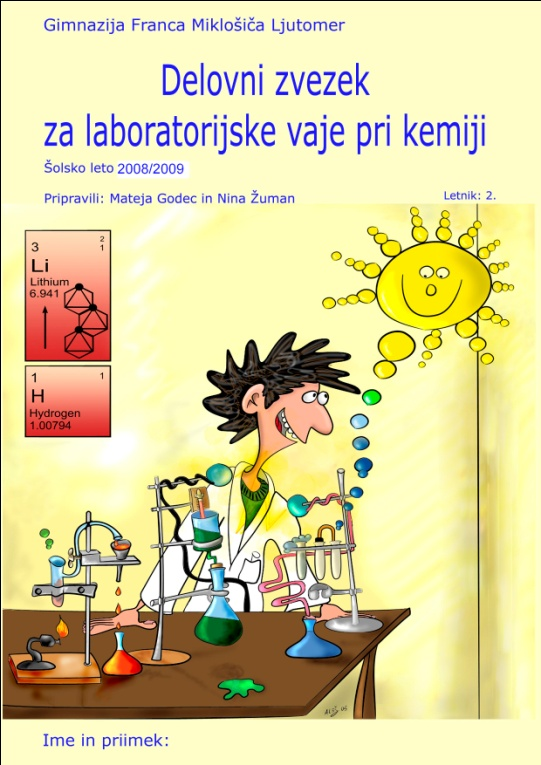 Gimnazija Franca Miklošiča Ljutomer
Delovni zvezek
za laboratorijske vaje pri kemiji
Šolsko leto 2008/2009
Pripravili: Mateja Godec in Nina Žuman
Letnik: 2.
3 2
1
Li
Lithium
6.941
1 1
H
Hydrogen
1.00794
Ime in priimek: